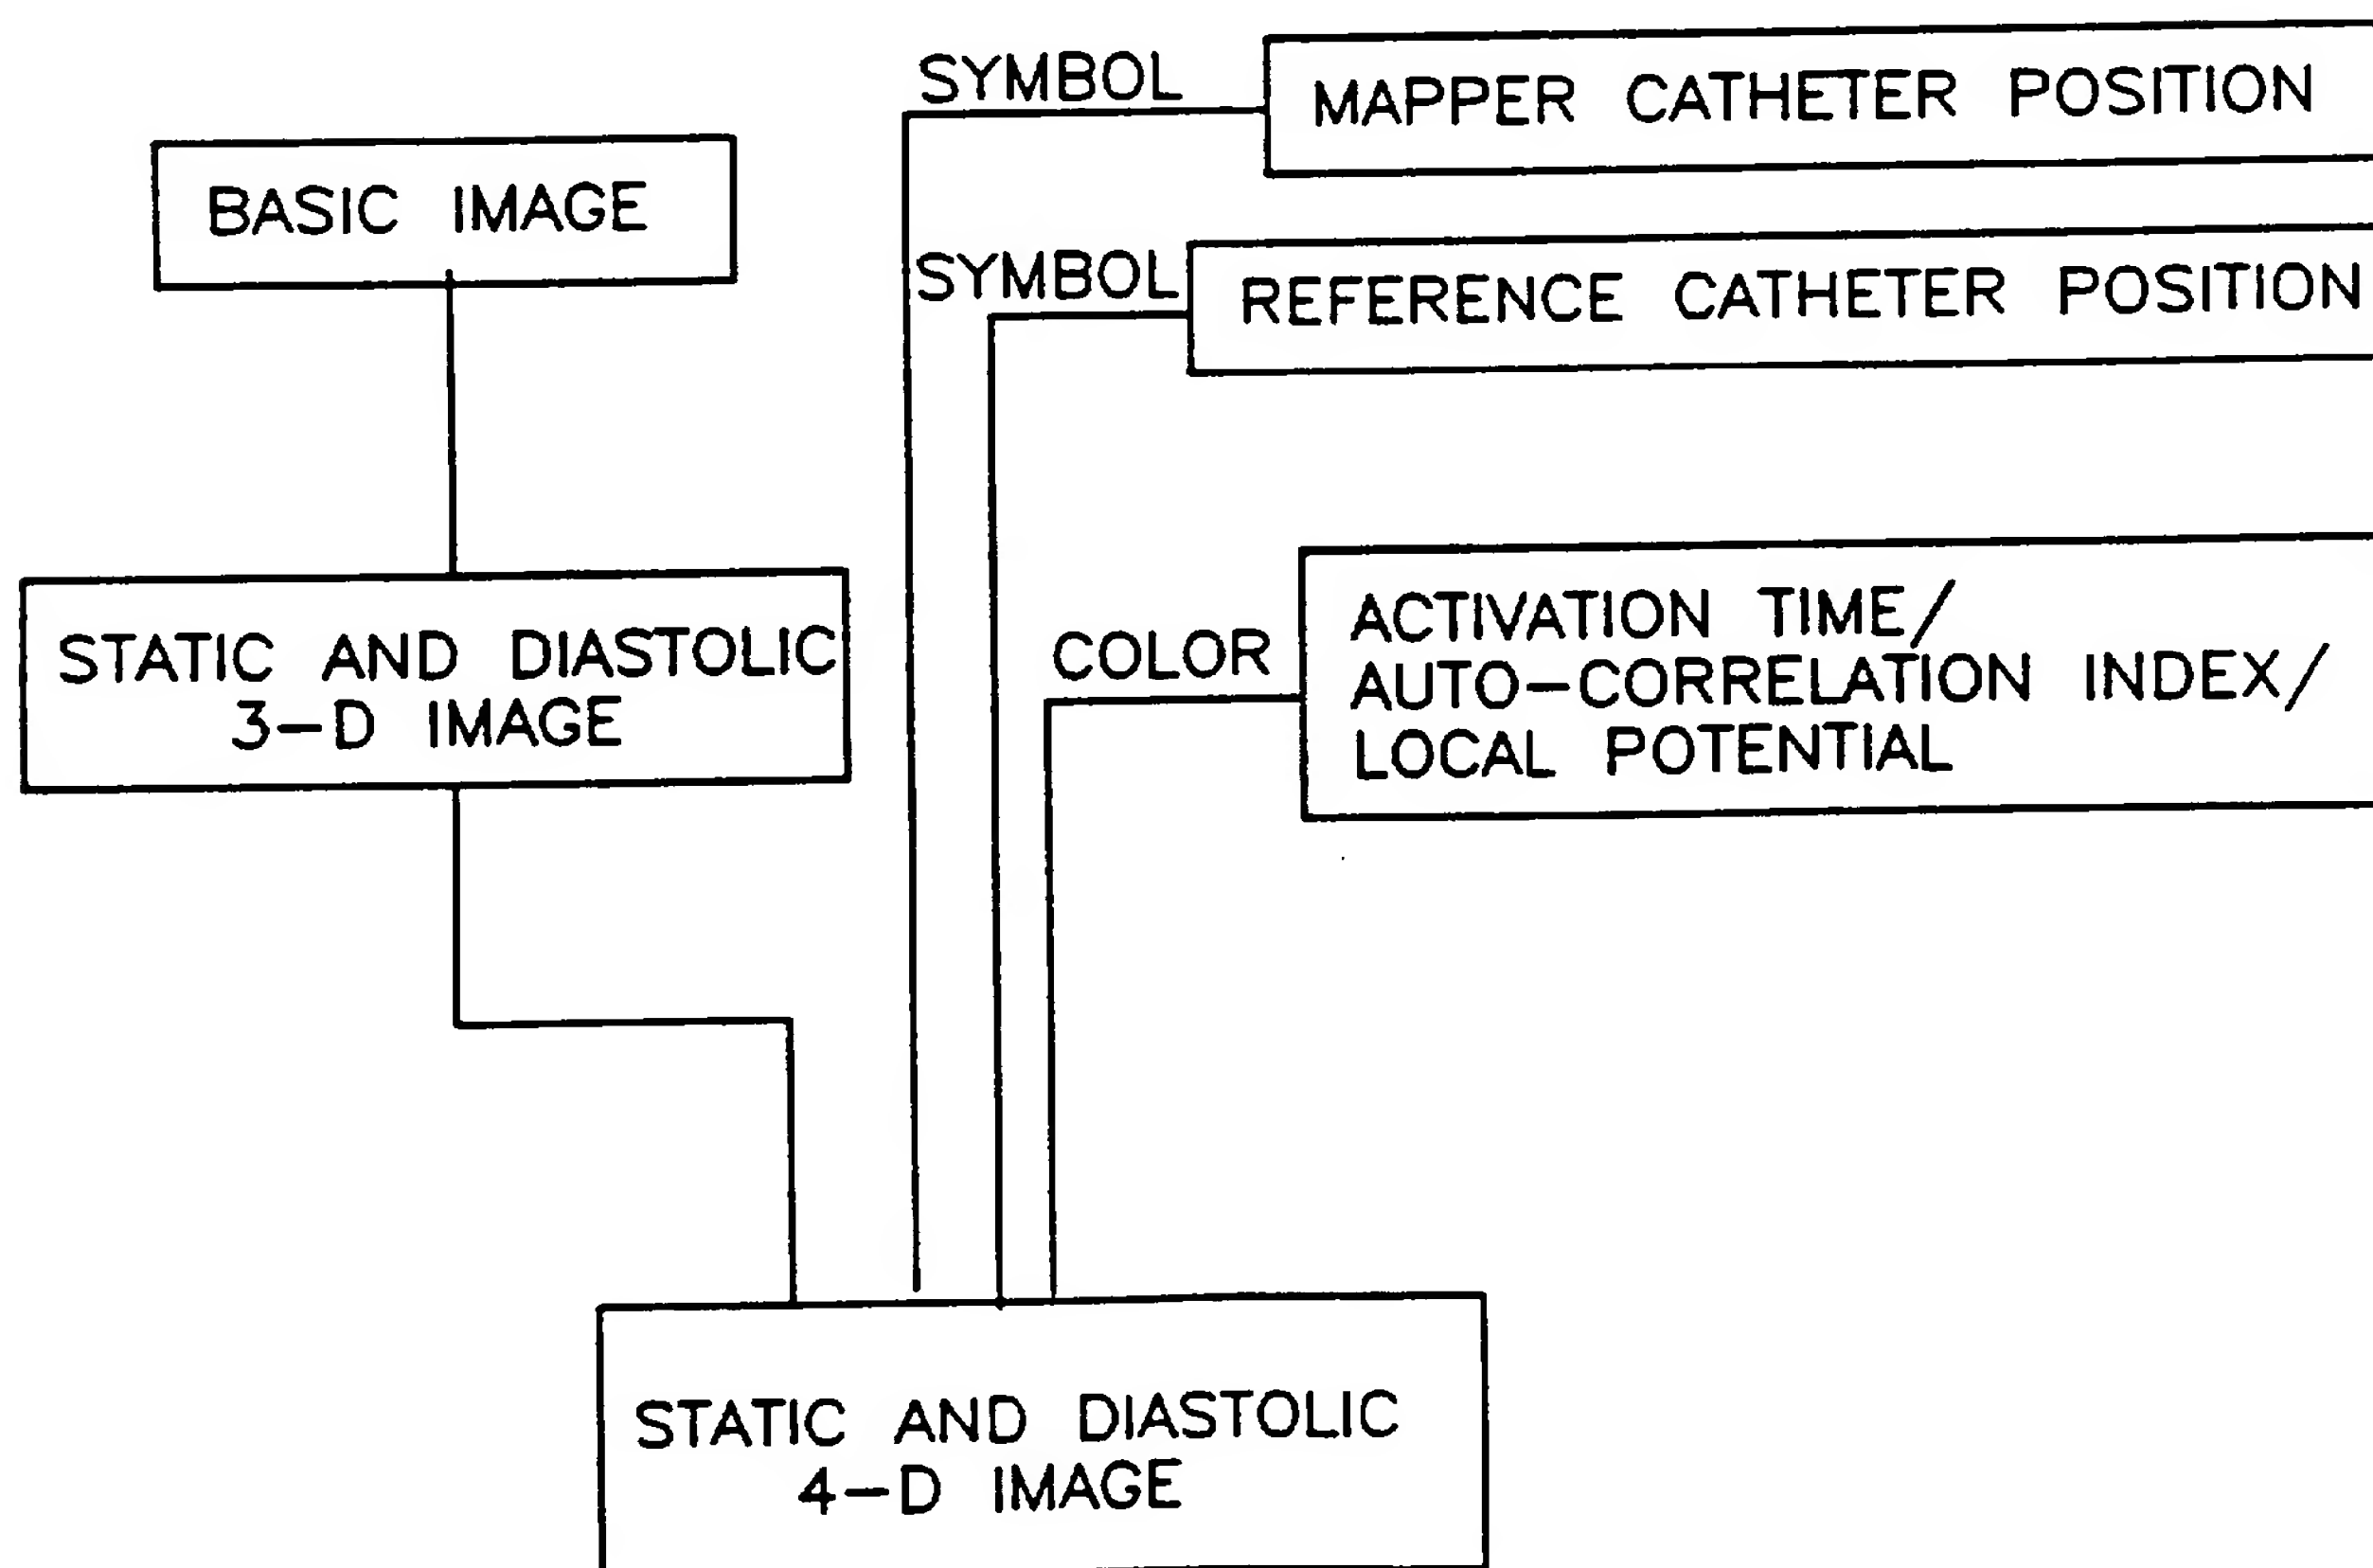 SYMBOL
MAPPER CATHETER POSITION
BASIC IMAGE
SYMBOL
REFERENCE CATHETER POSITION
STATIC AND DIASTOLIC
3-D IMAGE
COLOR
ACTIVATION TIME/
AUTO-CORRELATION INDEX/
LOCAL POTENTIAL
STATIC AND DIASTOLIC
4-D IMAGE